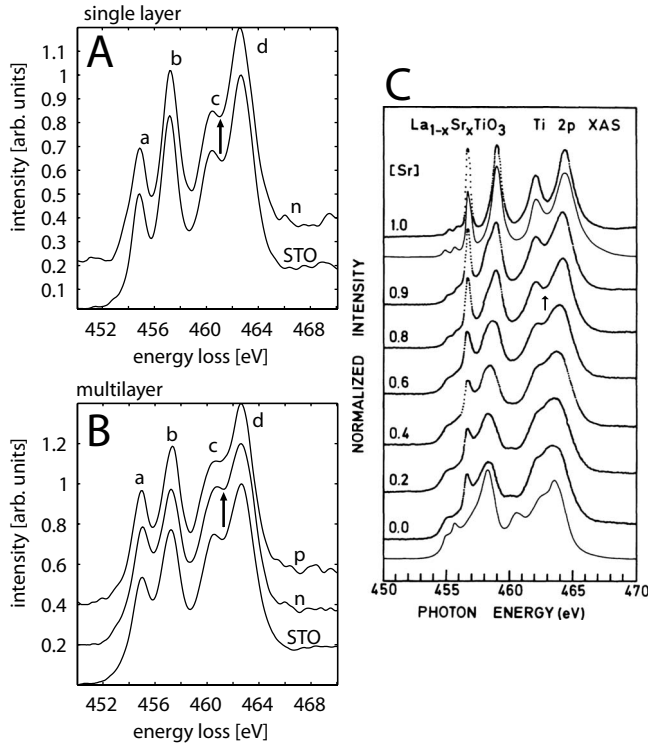 single layer
A
intensity [arb. units]
1.1
1
0.9
0.8
0.7
0.6
0.5
0.4
0.3
0.2
0.1
a
b
c
d
n
STO
452
456
460
464
468
energy loss [eV]
multilayer
B
intensity [arb. units]
1.2
1
0.8
0.6
0.4
0.2
a
b
c
d
p
n
STO
452
456
460
464
468
energy loss [eV]
C
La1-xSrxTiO3 Ti 2p XAS
[Sr]
1.0
0.9
0.8
0.6
0.4
0.2
0.0
NORMALIZED INTENSITY
450
455
460
465
470
PHOTON ENERGY (eV)